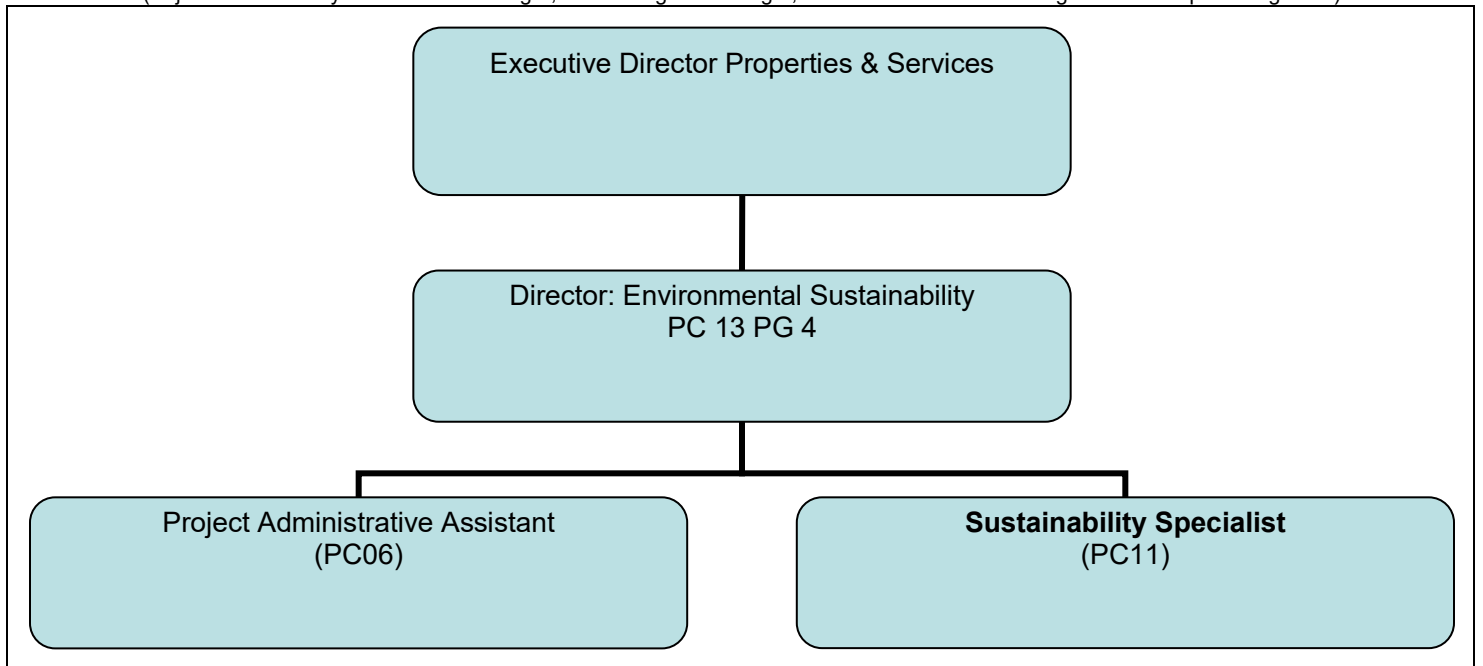 Executive Director Properties & Services
Director: Environmental Sustainability
PC 13 PG 4
Project Administrative Assistant
(PC06)
Sustainability Specialist
(PC11)